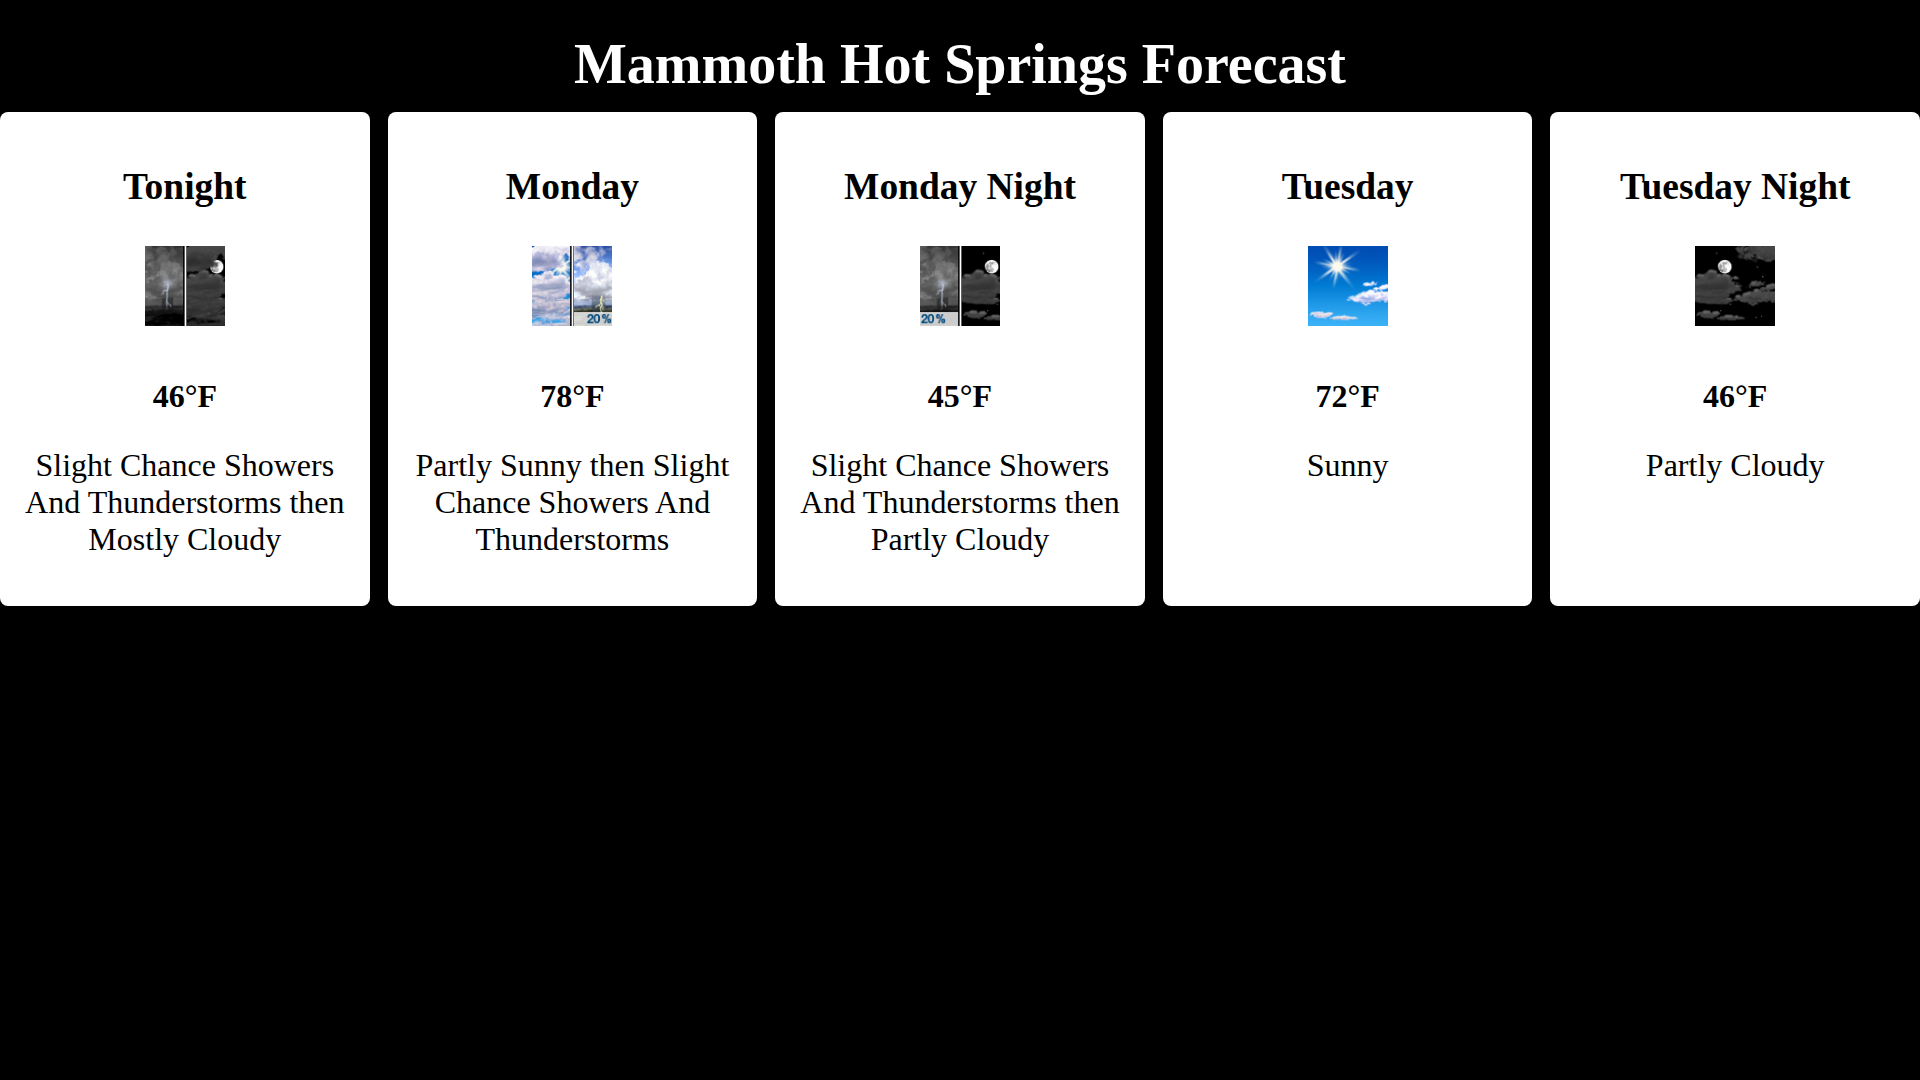 Mammoth Hot Springs Forecast
Tonight
46°F
Slight Chance Showers
And Thunderstorms then
Mostly Cloudy
Monday
20%
78°F
Partly Sunny then Slight
Chance Showers And
Thunderstorms
Monday Night
20%
45°F
Slight Chance Showers
And Thunderstorms then
Partly Cloudy
Tuesday
72°F
Sunny
Tuesday Night
46°F
Partly Cloudy